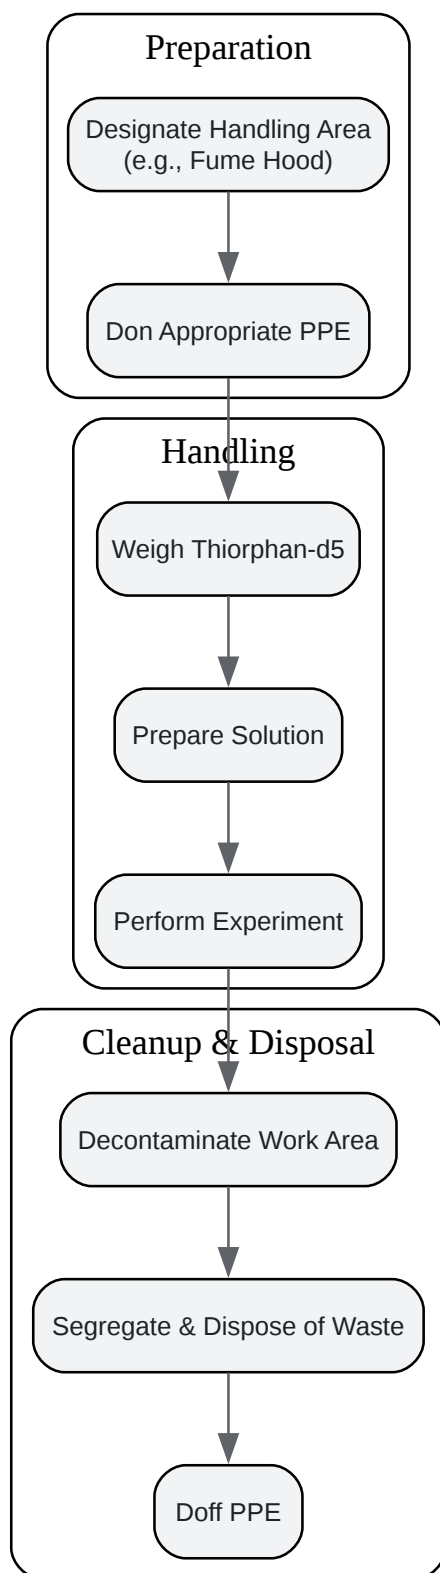 Preparation
Designate Handling Area
(e.g., Fume Hood)
Don Appropriate PPE
Handling
Weigh Thiorphan-d5
Prepare Solution
Perform Experiment
Cleanup & Disposal
Decontaminate Work Area
Segregate & Dispose of Waste
Doff PPE